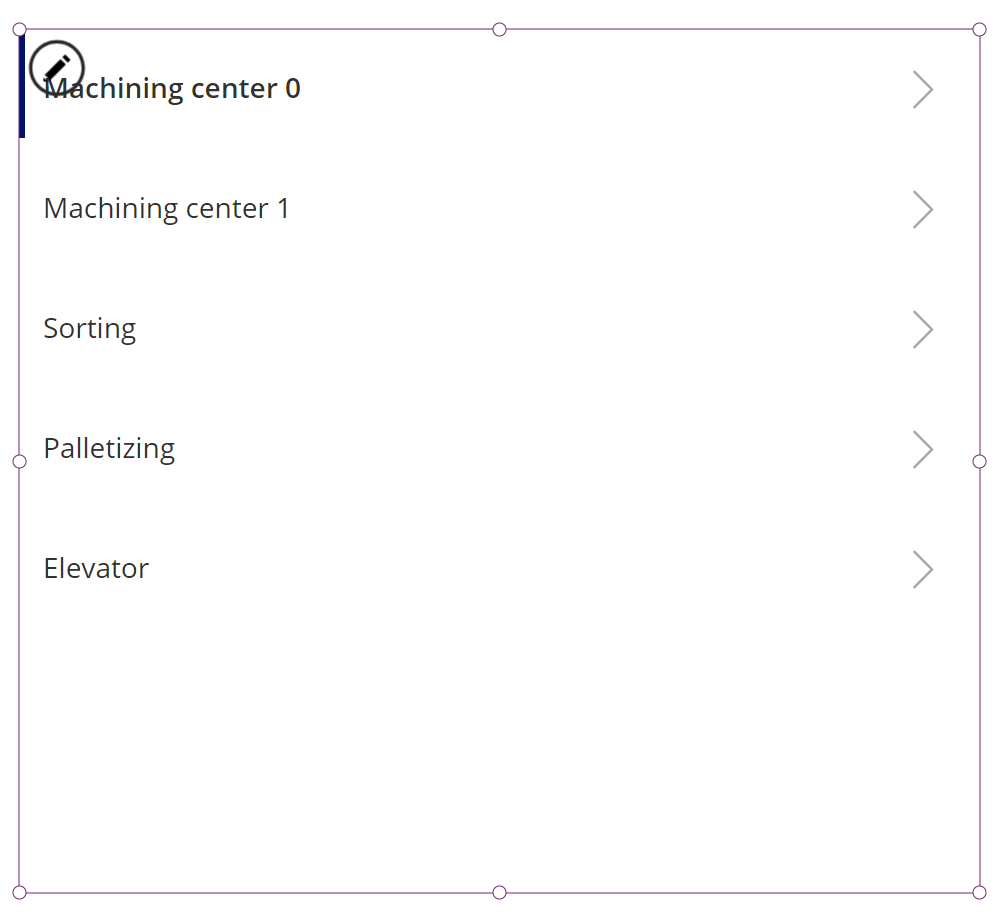 Machining center 0
Machining center 1
Sorting
Palletizing
Elevator